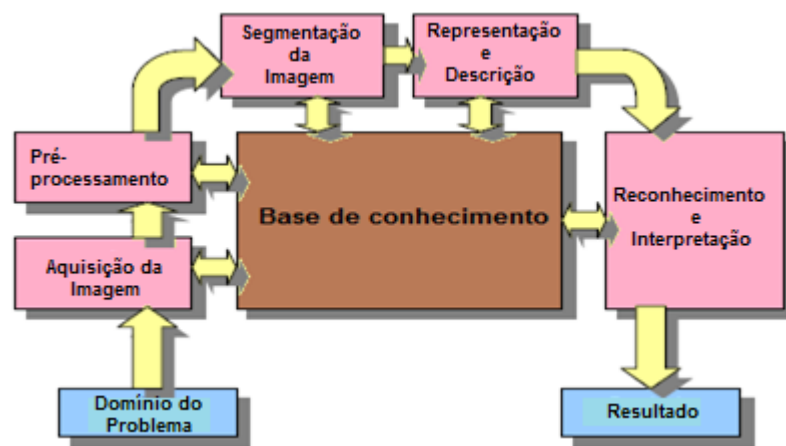 Segmentação
da
Imagem
Representação
e
Descrição
Pré-
processamento
Base de conhecimento
Reconhecimento
e
Interpretação
Aquisição da
Imagem
Domínio do
Problema
Resultado